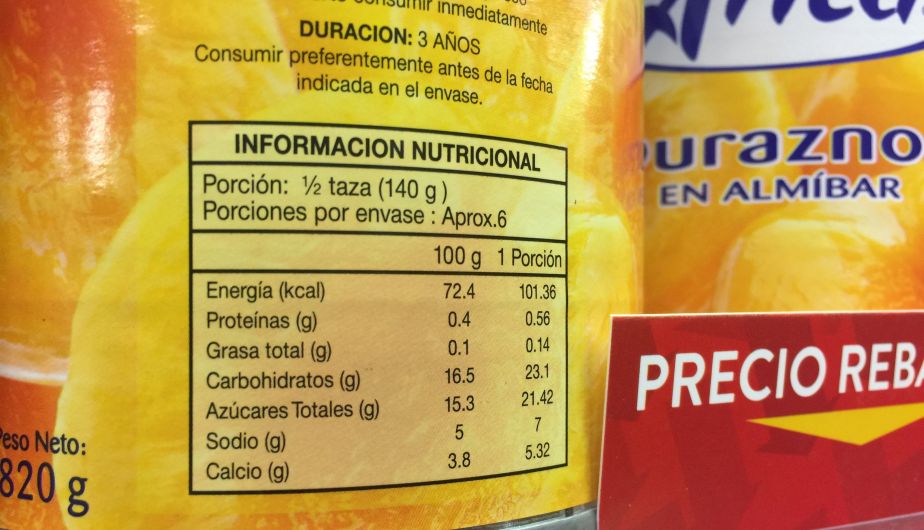 inmediatamente
DURACION: 3 AÑOS
Consumir preferentemente antes de la fecha
indicada en el envase.
INFORMACION NUTRICIONAL
Porción: ½ taza (140 g)
Porciones por envase : Aprox.6
100 g 1 Porción
Energía (kcal) 72.4 101.36
Proteínas (g) 0.4 0.56
Grasa total (g) 0.1 0.14
Carbohidratos (g) 16.5 23.1
Azúcares Totales (g) 15.3 21.42
Sodio (g) 5 7
Calcio (g) 3.8 5.32
Peso Neto:
820 g
urazno
EN ALMÍBAR
PRECIO REBA